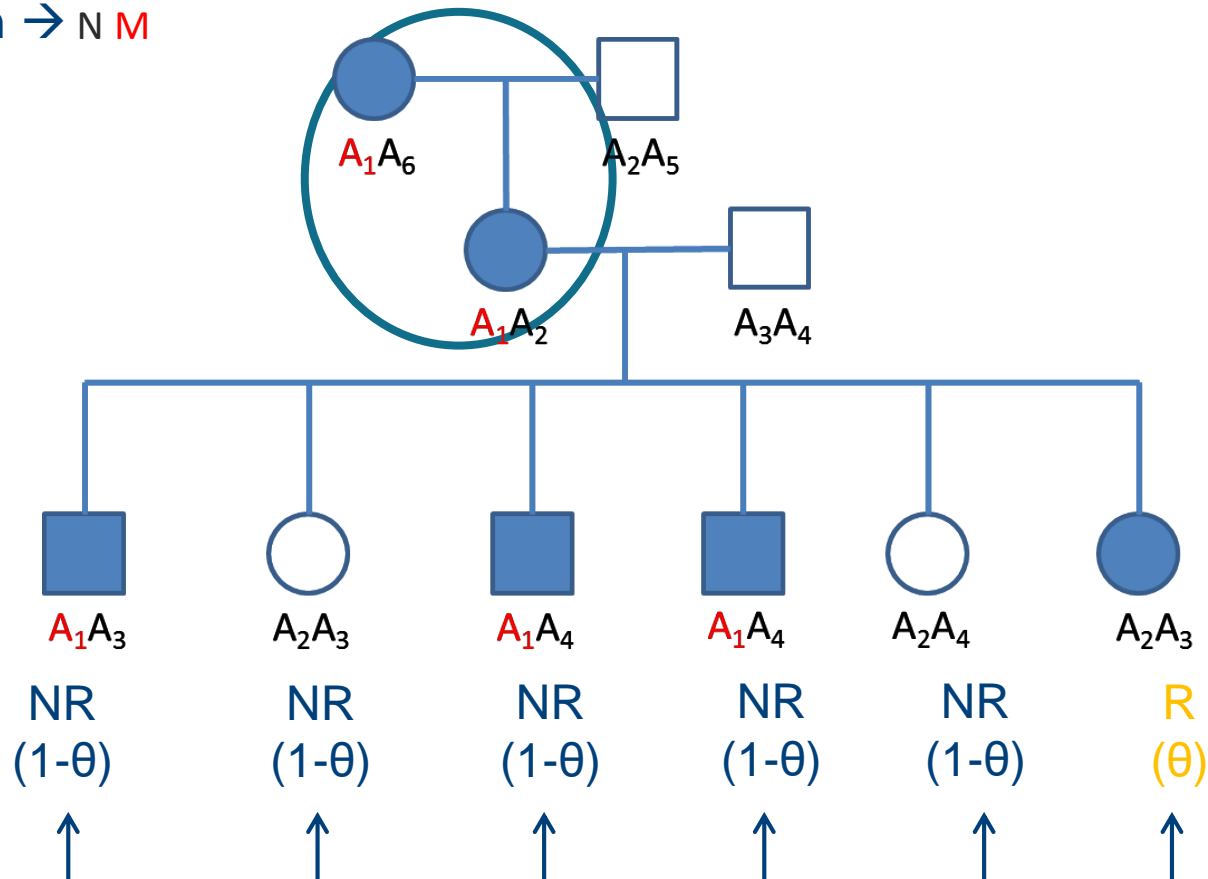 → N M
A₁A₆ A₂A₅
A₁A₂ A₃A₄
A₁A₃ A₂A₃ A₁A₄ A₁A₄ A₂A₄ A₂A₃
NR NR NR NR NR R
(1-θ) (1-θ) (1-θ) (1-θ) (1-θ) (θ)